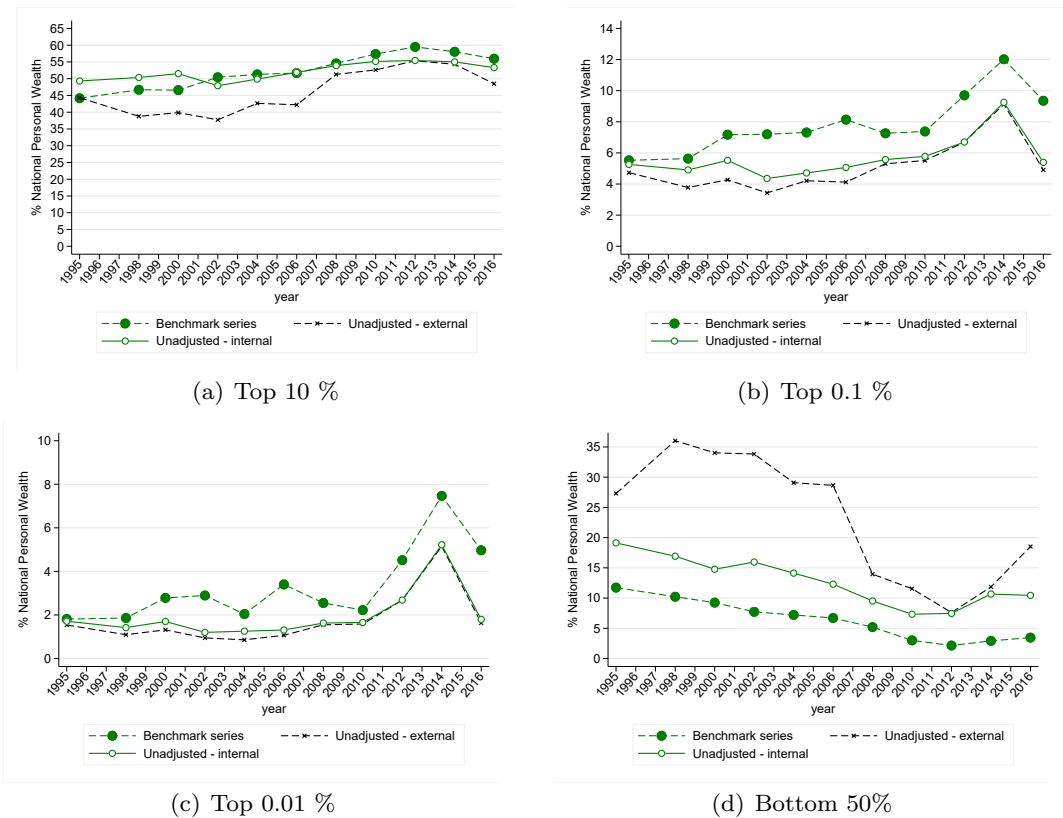 65
60
55
50
45
40
35
30
25
20
15
10
5
0
% National Personal Wealth
1995 1996 1997 1998 1999 2000 2001 2002 2003 2004 2005 2006 2007 2008 2009 2010 2011 2012 2013 2014 2015 2016
year
Benchmark series Unadjusted - external
Unadjusted - internal
(a) Top 10 %
14
12
10
8
6
4
2
0
% National Personal Wealth
1995 1996 1997 1998 1999 2000 2001 2002 2003 2004 2005 2006 2007 2008 2009 2010 2011 2012 2013 2014 2015 2016
year
Benchmark series Unadjusted - external
Unadjusted - internal
(b) Top 0.1 %
10
8
6
4
2
0
% National Personal Wealth
1995 1996 1997 1998 1999 2000 2001 2002 2003 2004 2005 2006 2007 2008 2009 2010 2011 2012 2013 2014 2015 2016
year
Benchmark series Unadjusted - external
Unadjusted - internal
(c) Top 0.01 %
35
30
25
20
15
10
5
0
% National Personal Wealth
1995 1996 1997 1998 1999 2000 2001 2002 2003 2004 2005 2006 2007 2008 2009 2010 2011 2012 2013 2014 2015 2016
year
Benchmark series Unadjusted - external
Unadjusted - internal
(d) Bottom 50%